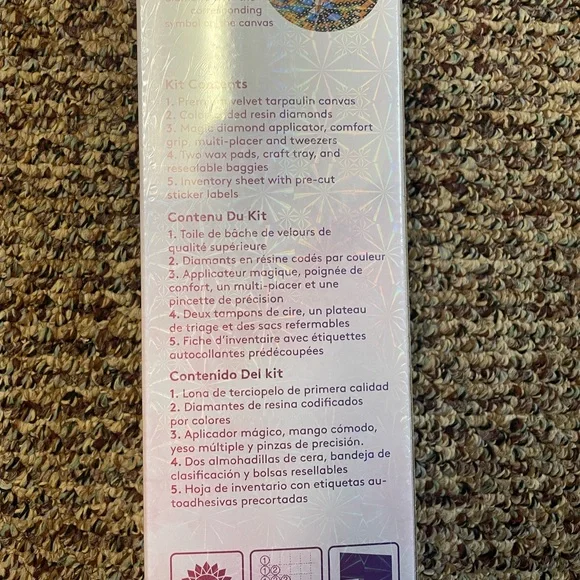 corresponding
symbol on the canvas
Kit Contents
1. Premium velvet tarpaulin canvas
2. Color coded resin diamonds
3. Magic diamond applicator, comfort
grip, multi-placer and tweezers
4. Two wax pads, craft tray, and
resealable baggies
5. Inventory sheet with pre-cut
sticker labels
Contenu Du Kit
1. Toile de bâche de velours de
qualité supérieure
2. Diamants en résine codés par couleur
3. Applicateur magique, poignée de
confort, un multi-placer et une
pincette de précision
4. Deux tampons de cire, un plateau
de triage et des sacs refermables
5. Fiche d'inventaire avec étiquettes
autocollantes prédécoupées
Contenido Del kit
1. Lona de terciopelo de primera calidad
2. Diamantes de resina codificados
por colores
3. Aplicador mágico, mango cómodo,
yeso múltiple y pinzas de precisión.
4. Dos almohadillas de cera, bandeja de
clasificación y bolsas resellables
5. Hoja de inventario con etiquetas au-
toadhesivas precortadas